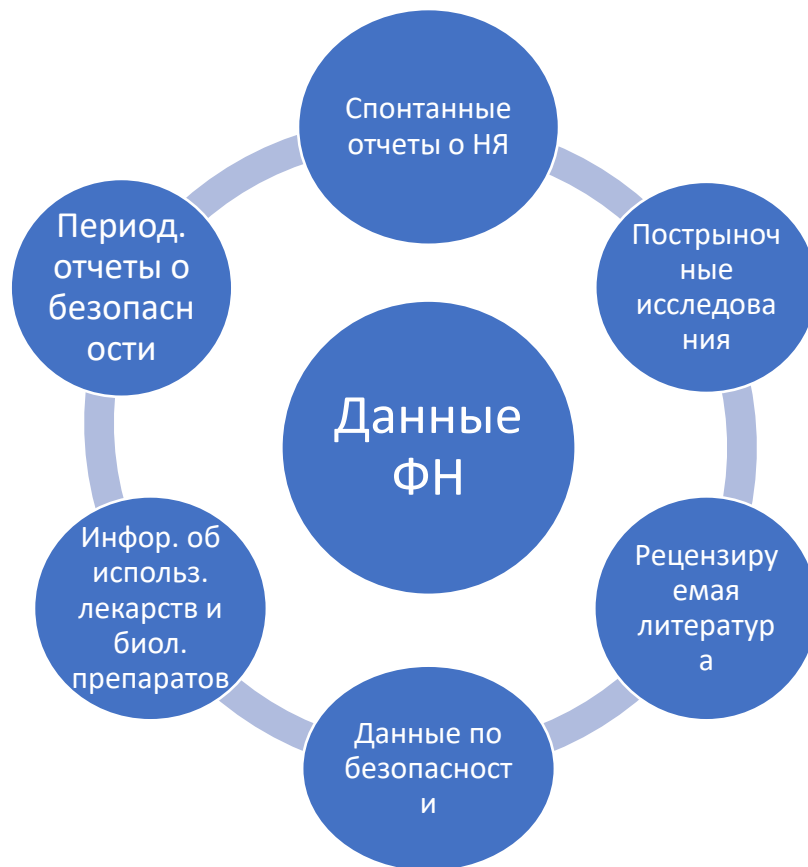 Спонтанные
отчеты о НЯ
Пострыноч
ные
исследова
ния
Рецензиру
емая
литератур
а
Данные по
безопасност
и
Инфор. об
использ.
лекарств и
биол.
препаратов
Период.
отчеты о
безопасн
ости
Данные
ФН